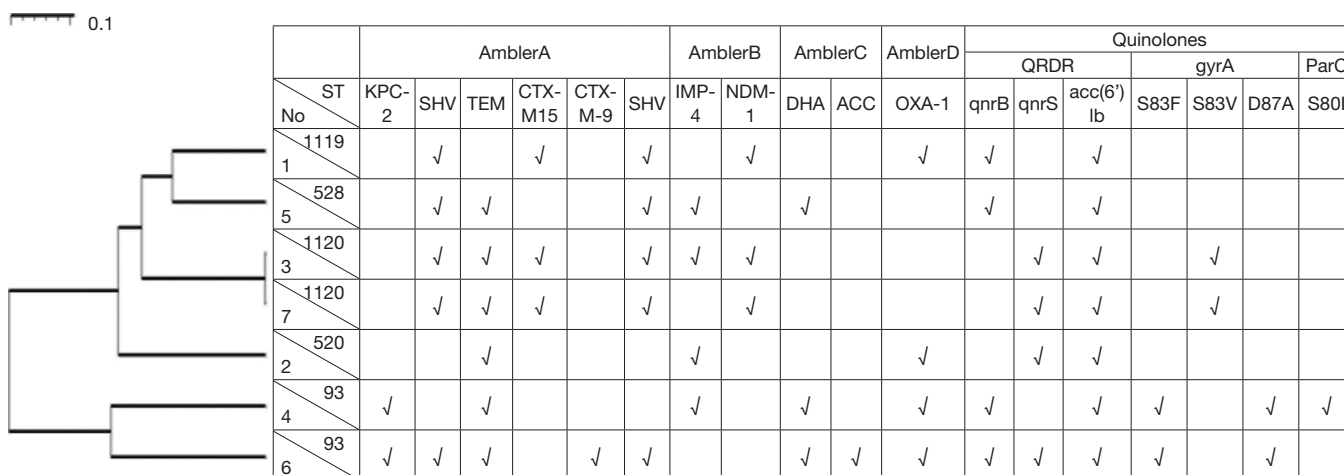 0.1
AmblerA AmblerB AmblerC AmblerD Quinolones
QRDR gyrA ParC
No ST KPC-2 SHV TEM CTX-M15 CTX-M-9 SHV IMP-4 NDM-1 DHA ACC OXA-1 qnrB qnrS acc(6') Ib S83F S83V D87A
1 1119 √ √ √ √ √ √ √
5 528 √ √ √ √ √ √ √
3 1120 √ √ √ √ √ √ √ √ √
7 1120 √ √ √ √ √ √ √ √
2 520 √ √ √ √ √
4 93 √ √ √ √ √ √ √ √ √ √
6 93 √ √ √ √ √ √ √ √ √ √ √ √ √